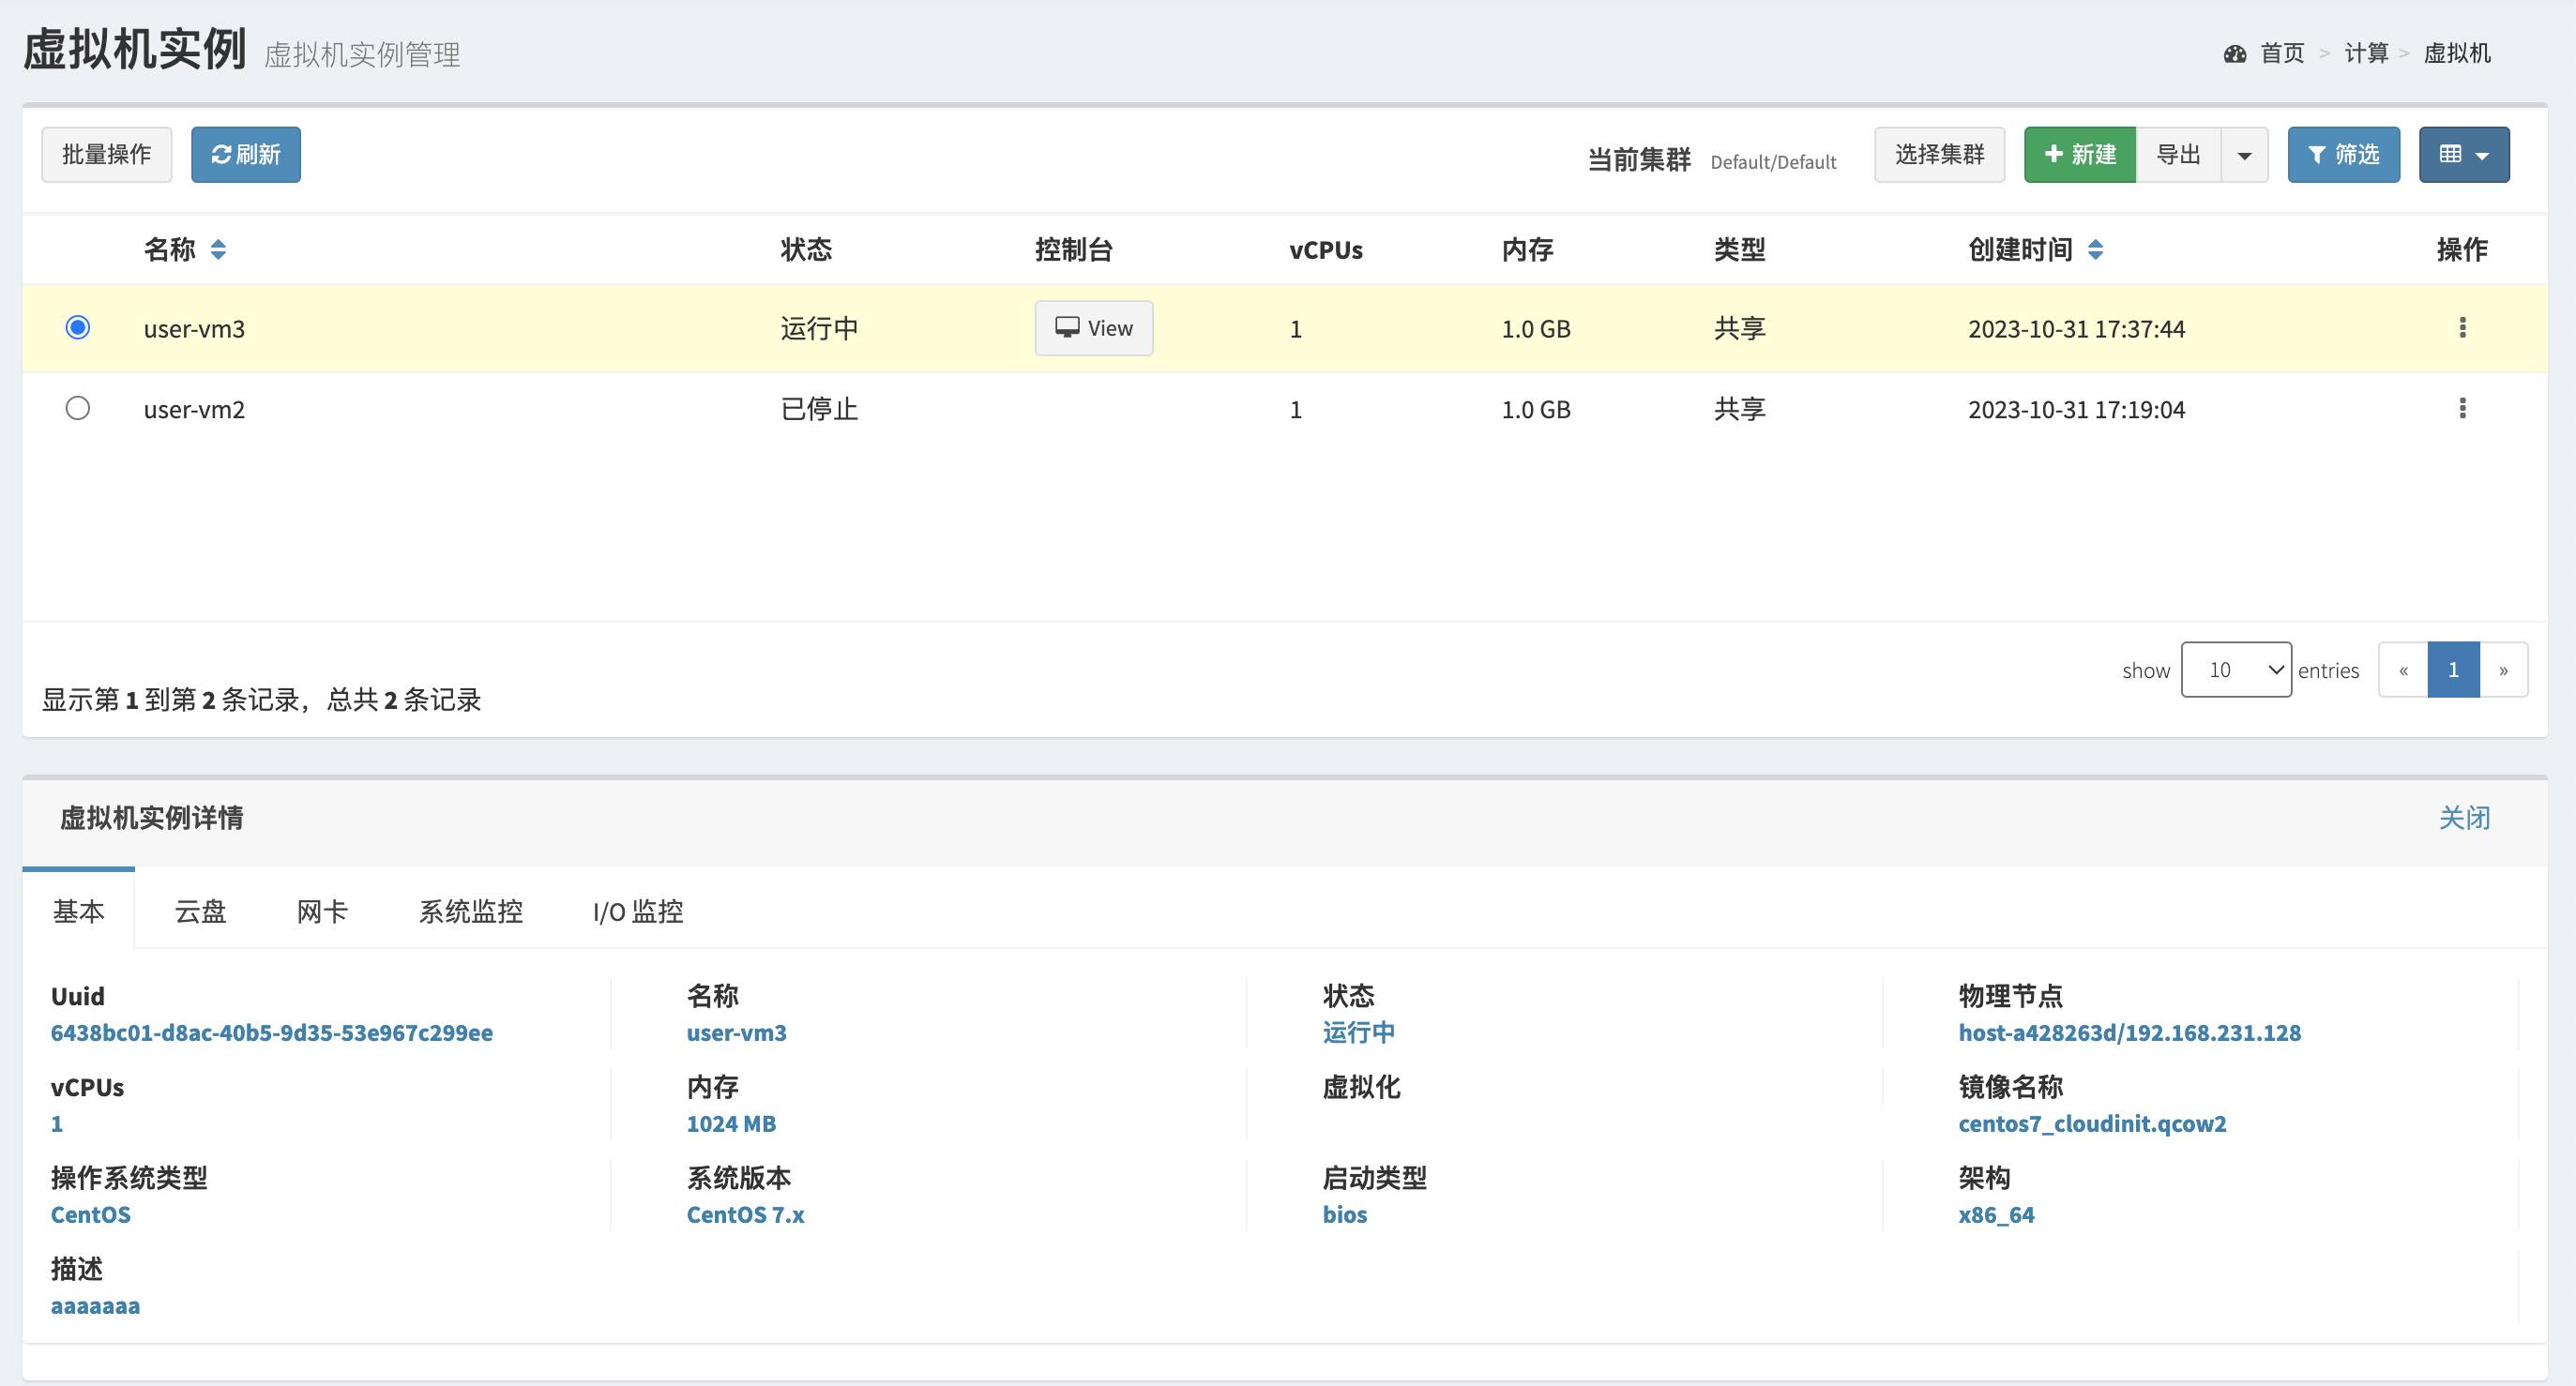 虚拟机实例 虚拟机实例管理
首页 > 计算 > 虚拟机
批量操作 刷新 当前集群 Default/Default 选择集群 新建 导出 筛选
名称 状态 控制台 vCPUs 内存 类型 创建时间 操作
user-vm3 运行中 View 1 1.0 GB 共享 2023-10-31 17:37:44
user-vm2 已停止 1 1.0 GB 共享 2023-10-31 17:19:04
show 10 entries « 1 »
显示第 1 到第 2 条记录，总共 2 条记录
虚拟机实例详情 关闭
基本 云盘 网卡 系统监控 I/O 监控
Uuid 名称 状态 物理节点
6438bc01-d8ac-40b5-9d35-53e967c299ee user-vm3 运行中 host-a428263d/192.168.231.128
vCPUs 内存 虚拟化 镜像名称
1 1024 MB centos7_cloudinit.qcow2
操作系统类型 系统版本 启动类型 架构
CentOS CentOS 7.x bios x86_64
描述
aaaaaaa